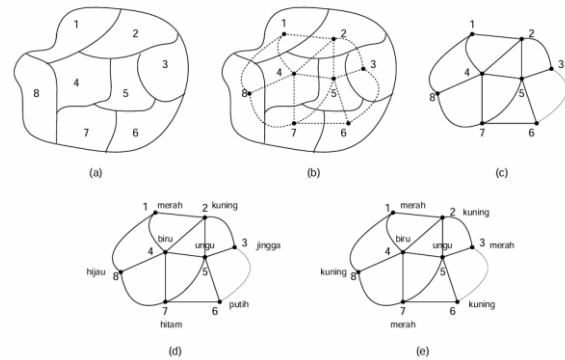 1
2
3
4
5
8
7
6
(a)
1
2
3
4
8
5
7
6
(b)
1
2
3
4
5
8
7
6
(c)
1 merah
2 kuning
biru
4
ungu
5
3
jingga
hijau
8
7
hitam
6
putih
(d)
1 merah
2 kuning
biru
4
ungu
5
3
merah
kuning
8
7
merah
6
kuning
(e)